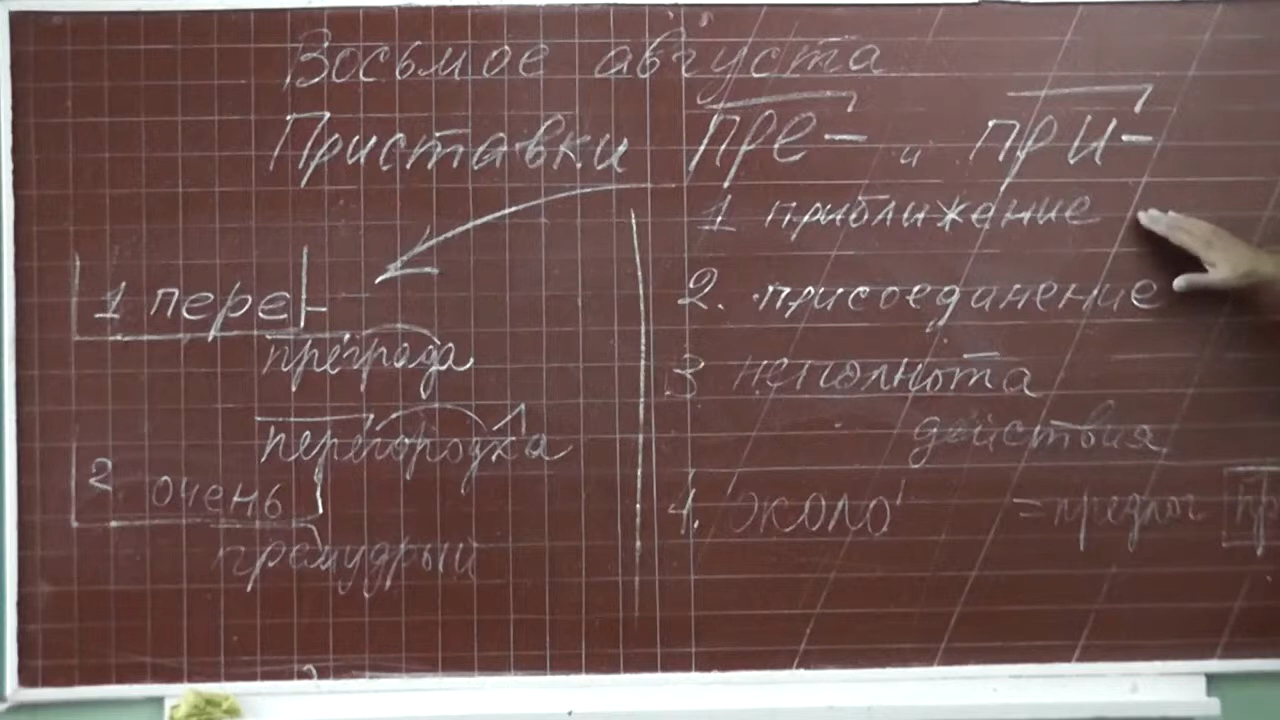 Восьмое августа
Приставки ПРЕ- и ПРИ-
1 пере-
преграда
перегородка
2 очень
премудрый
1 приближение
2. присоединение
3 неполнота
действия
4. около = предлог